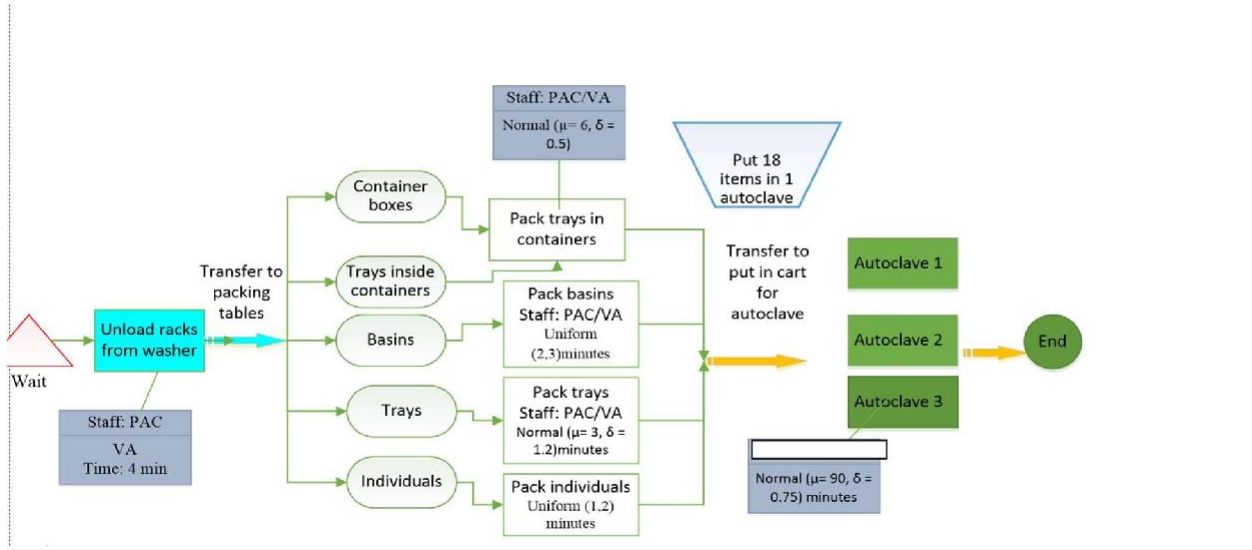 Wait
Unload racks
from washer
Staff: PAC
VA
Time: 4 min
Transfer to
packing
tables
Container
boxes
Trays inside
containers
Basins
Trays
Individuals
Staff: PAC/VA
Normal (µ= 6, δ =
0.5)
Pack trays in
containers
Pack basins
Staff: PAC/VA
Uniform
(2,3)minutes
Pack trays
Staff: PAC/VA
Normal (µ= 3, δ =
1.2)minutes
Pack individuals
Uniform (1,2)
minutes
Put 18
items in 1
autoclave
Transfer to
put in cart
for
autoclave
Autoclave 1
Autoclave 2
Autoclave 3
Normal (µ= 90, δ =
0.75) minutes
End